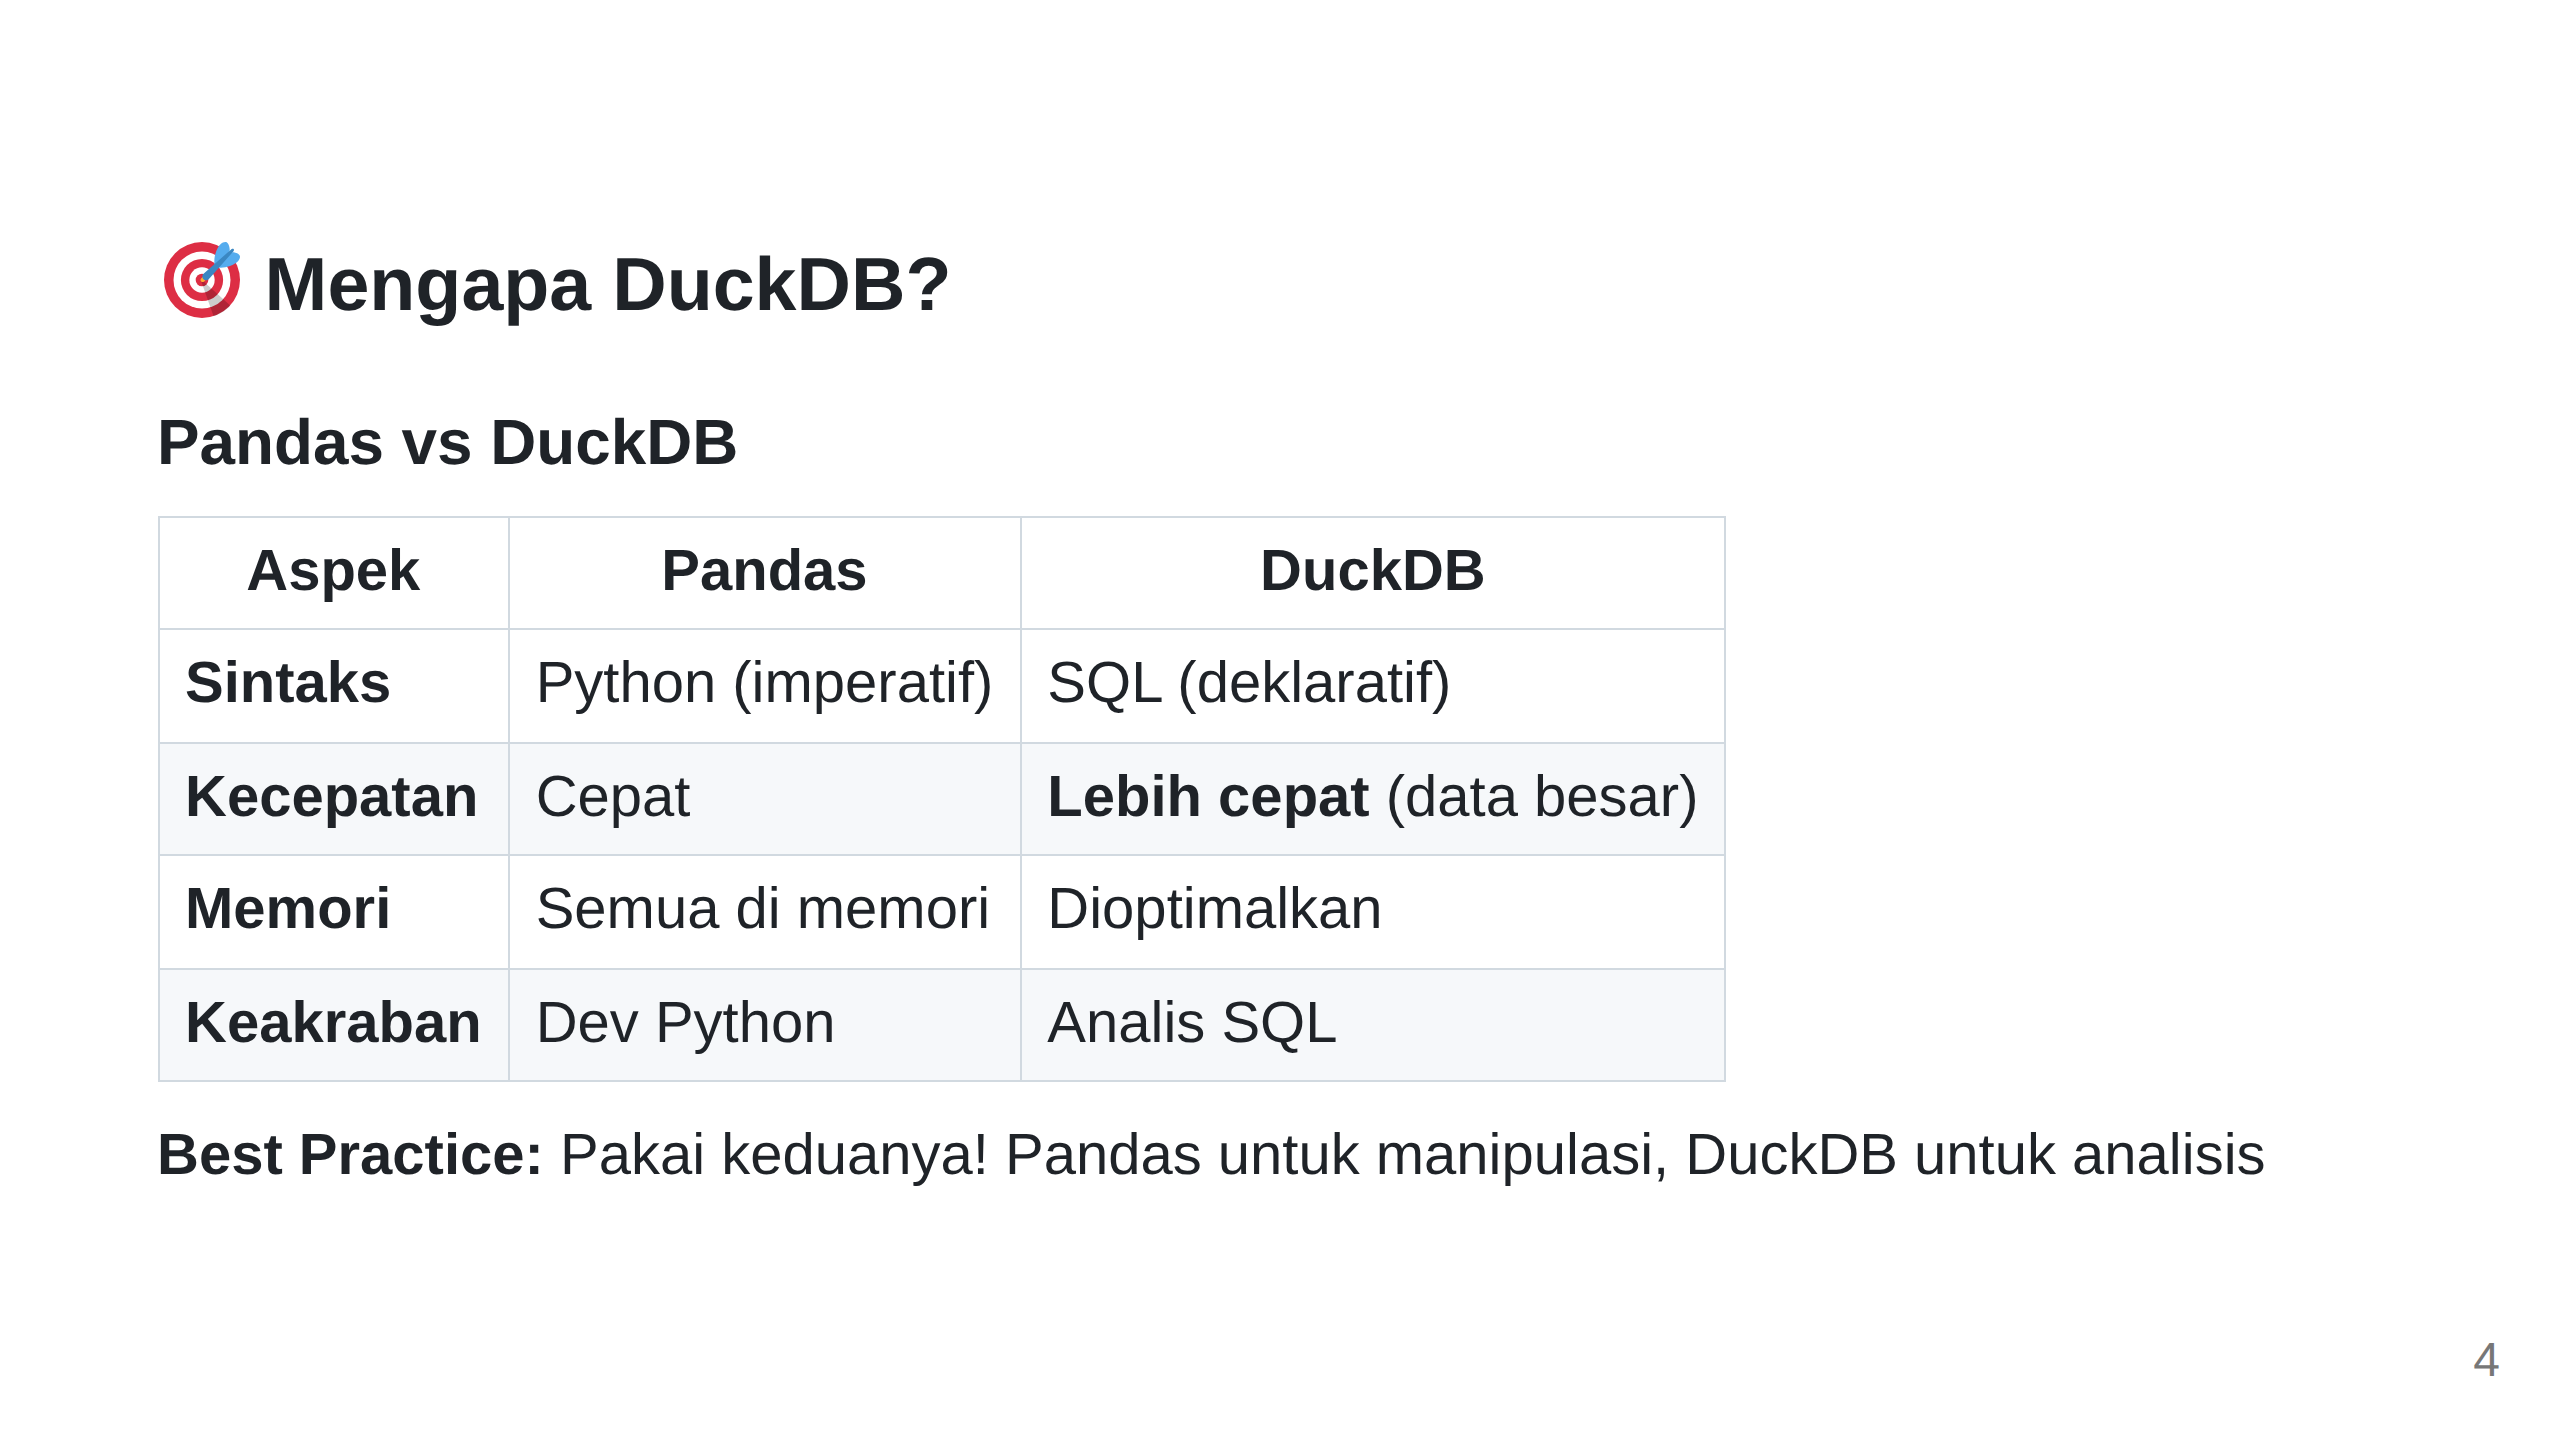 🎯 Mengapa DuckDB?
Pandas vs DuckDB
Aspek Pandas DuckDB
Sintaks Python (imperatif) SQL (deklaratif)
Kecepatan Cepat Lebih cepat (data besar)
Memori Semua di memori Dioptimalkan
Keakraban Dev Python Analis SQL
Best Practice: Pakai keduanya! Pandas untuk manipulasi, DuckDB untuk analisis
4